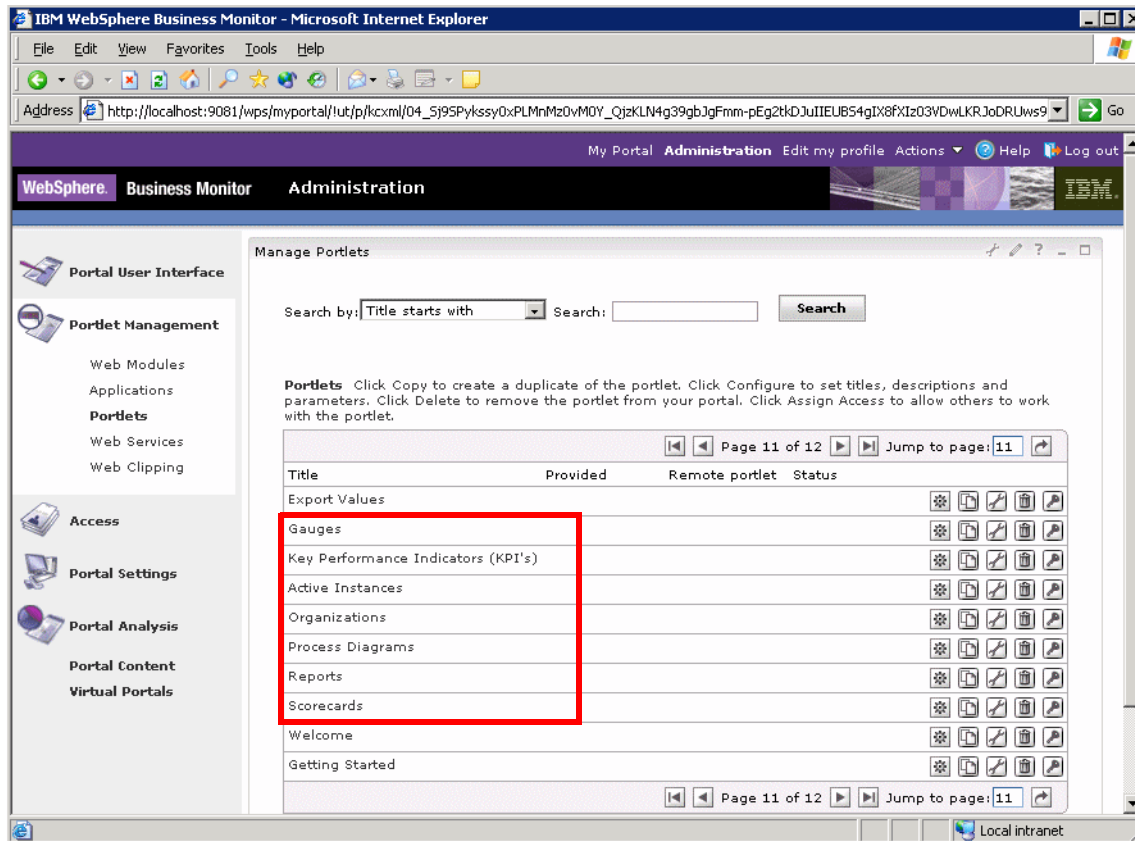 IBM WebSphere Business Monitor - Microsoft Internet Explorer
File Edit View Favorites Tools Help
Address http://localhost:9081/wps/myportal/!ut/p/kcxml/
Go
My Portal Administration Edit my profile Actions Help Log out
WebSphere. Business Monitor Administration IBM.
Manage Portlets
Portal User Interface
Search by: Title starts with Search: Search
Portlet Management
Web Modules
Applications
Portlets
Web Services
Web Clipping
Access
Portal Settings
Portal Analysis
Portal Content
Virtual Portals
Portlets Click Copy to create a duplicate of the portlet. Click Configure to set titles, descriptions and
parameters. Click Delete to remove the portlet from your portal. Click Assign Access to allow others to work
with the portlet.
Page 11 of 12 Jump to page: 11
Title Provided Remote portlet Status
Export Values
Gauges
Key Performance Indicators (KPI's)
Active Instances
Organizations
Process Diagrams
Reports
Scorecards
Welcome
Getting Started
Page 11 of 12 Jump to page: 11
Local intranet